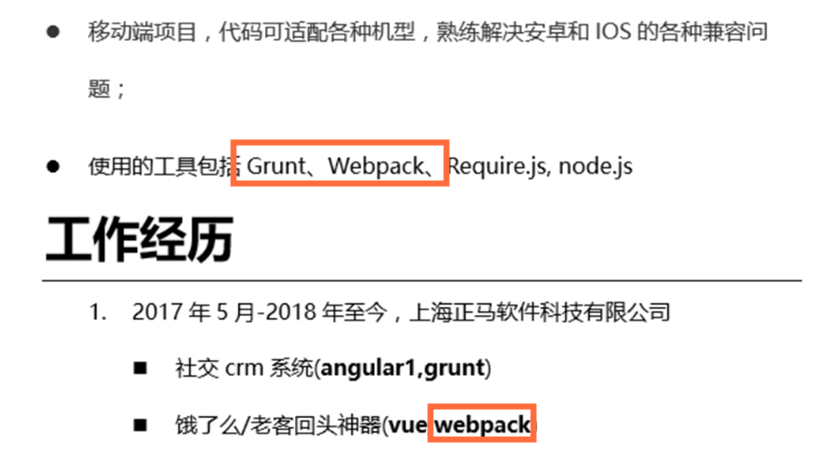 ● 移动端项目，代码可适配各种机型，熟练解决安卓和 IOS 的各种兼容问
题；
● 使用的工具包括 Grunt、Webpack、Require.js, node.js
工作经历
1. 2017 年 5 月-2018 年至今，上海正马软件科技有限公司
■ 社交 crm 系统(angular1,grunt)
■ 饿了么/老客回头神器(vue webpack)